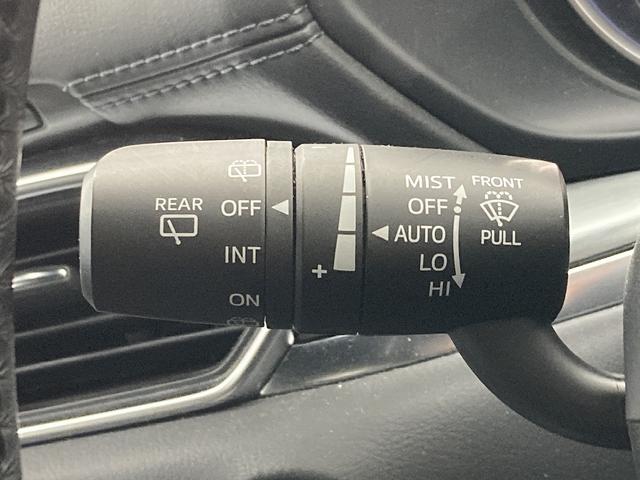 REAR
OFF
INT
ON
+
MIST
OFF
AUTO
LO
HI
FRONT
PULL